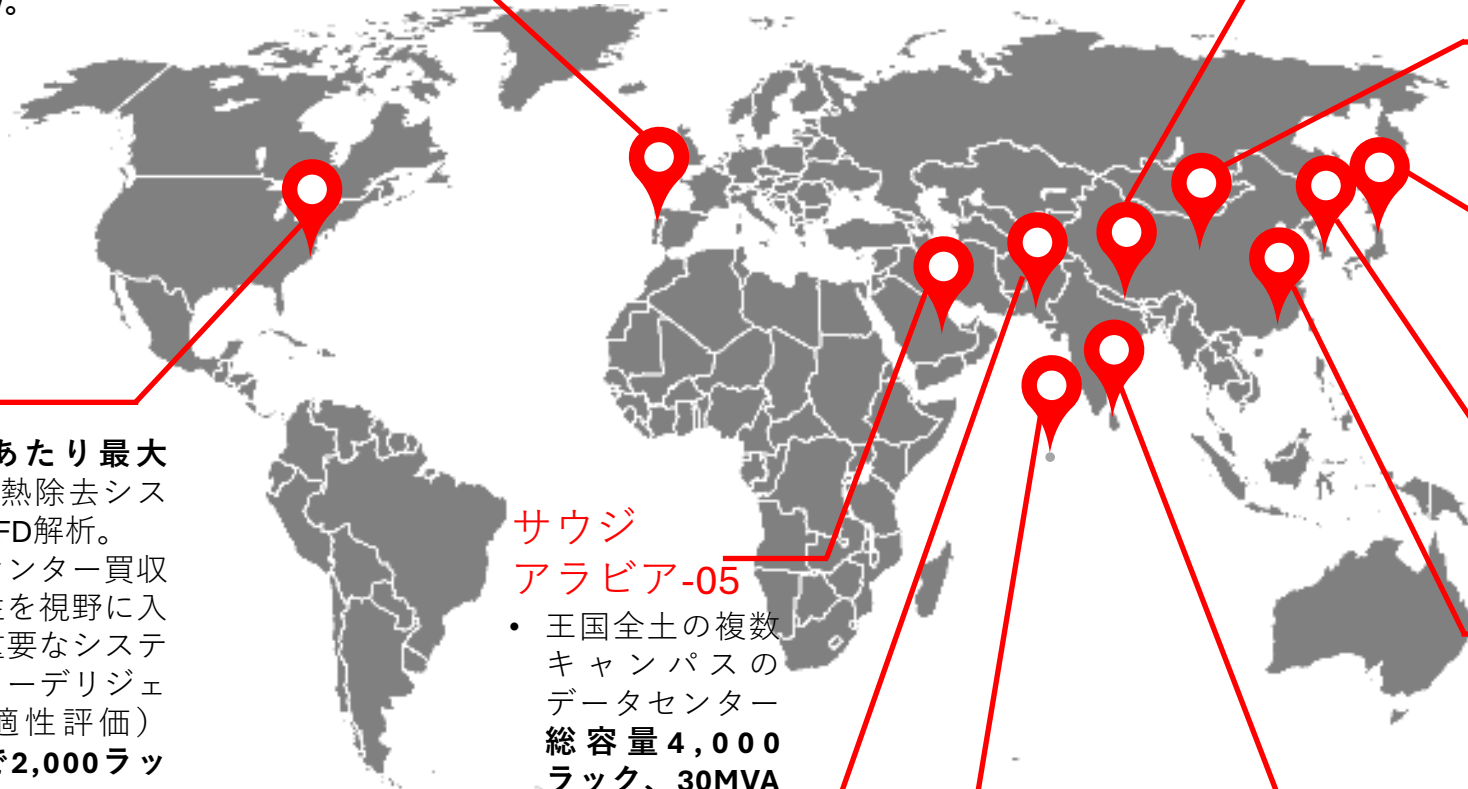 。
あたり最大
熱除去シス
FD解析。
ンター買収
性を視野に入
重要なシステ
ーデリジェ
適性評価）
で2,000ラッ
サウジ
アラビア-05
• 王国全土の複数
キャンパスの
データセンター
総容量4,000
ラック、30MVA